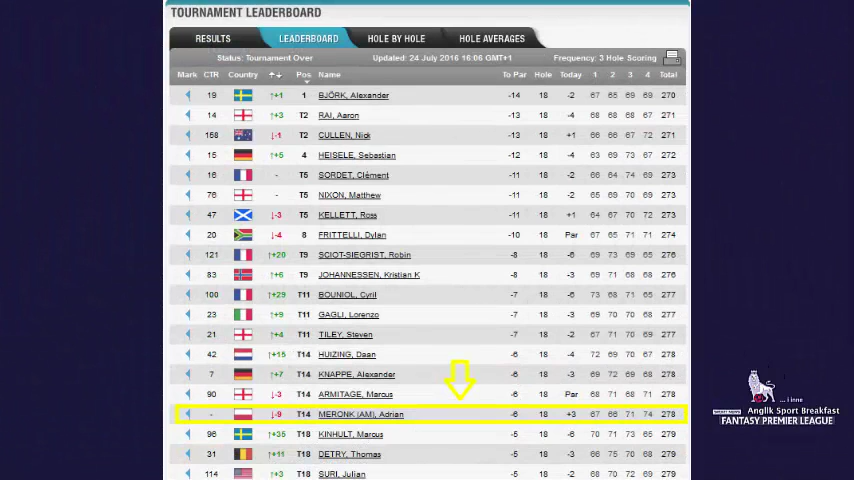 TOURNAMENT LEADERBOARD
RESULTS LEADERBOARD HOLE BY HOLE HOLE AVERAGES
Status: Tournament Over Updated: 24 July 2016 16:06 GMT+1 Frequency: 3 Hole Scoring
Mark CTR Country ↑↓ Pos. Name To Par Hole Today 1 2 3 4 Total
19 ↑+1 1 BJÖRK, Alexander -14 18 -2 67 65 69 69 270
14 ↑+3 T2 RAI, Aaron -13 18 -4 68 68 68 67 271
158 ↓-1 T2 CULLEN, Nick -13 18 +1 66 66 67 72 271
15 ↑+5 4 HEISELE, Sebastian -12 18 -4 69 63 73 67 272
16 - T5 SORDET, Clément -11 18 -2 66 64 74 69 273
76 - T5 NIXON, Matthew -11 18 -2 65 69 70 69 273
47 ↓-3 T5 KELLETT, Ross -11 18 +1 64 67 70 72 273
20 ↓-4 8 FRITTELLI, Dylan -10 18 Par 67 65 71 71 274
121 ↑+20 T9 SCIOT-SIEGRIST, Robin -8 18 -6 69 73 69 65 276
83 ↑+6 T9 JOHANNESSEN, Kristian K -8 18 -3 69 71 68 68 276
100 ↑+29 T11 BOUNIOL, Cyril -7 18 -6 73 68 71 65 277
23 ↑+9 T11 GAGLI, Lorenzo -7 18 -3 69 70 70 68 277
21 ↑+4 T11 TILEY, Steven -7 18 -2 67 71 70 69 277
42 ↑+15 T14 HUIZING, Daan -6 18 -4 72 69 70 67 278
7 ↑+7 T14 KNAPPE, Alexander -6 18 -3 69 71 70 68 278
90 ↓-3 T14 ARMITAGE, Marcus -6 18 Par 68 71 68 71 278
- ↓-9 T14 MERONK (AM), Adrian -6 18 +3 67 66 71 74 278
96 ↑+35 T18 KINHULT, Marcus -5 18 -6 70 71 73 65 279
31 ↑+11 T18 DETRY, Thomas -5 18 -3 66 75 70 68 279
114 ↑+3 T18 SURI, Julian -5 18 -2 68 70 72 69 279
... i inne
Anglik Sport Breakfast
FANTASY PREMIER LEAGUE